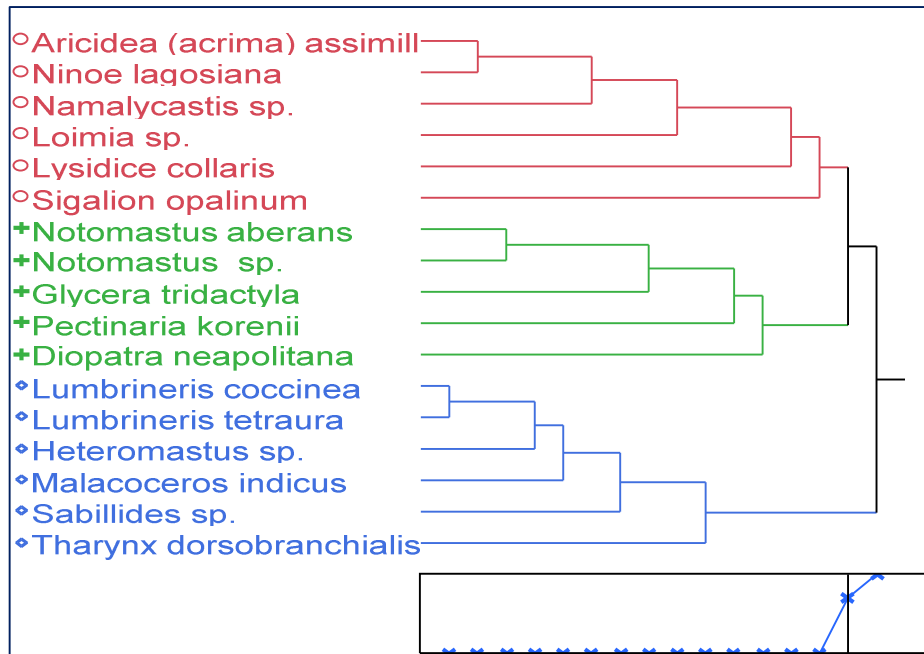 Aricidea (acrima) assimill
Ninoe lagosiana
Namalycastis sp.
Loimia sp.
Lysidice collaris
Sigalion opalinum
Notomastus aberans
Notomastus sp.
Glycera tridactyla
Pectinaria korenii
Diopatra neapolitana
Lumbrineris coccinea
Lumbrineris tetraura
Heteromastus sp.
Malacoceros indicus
Sabillides sp.
Tharynx dorsobranchialis